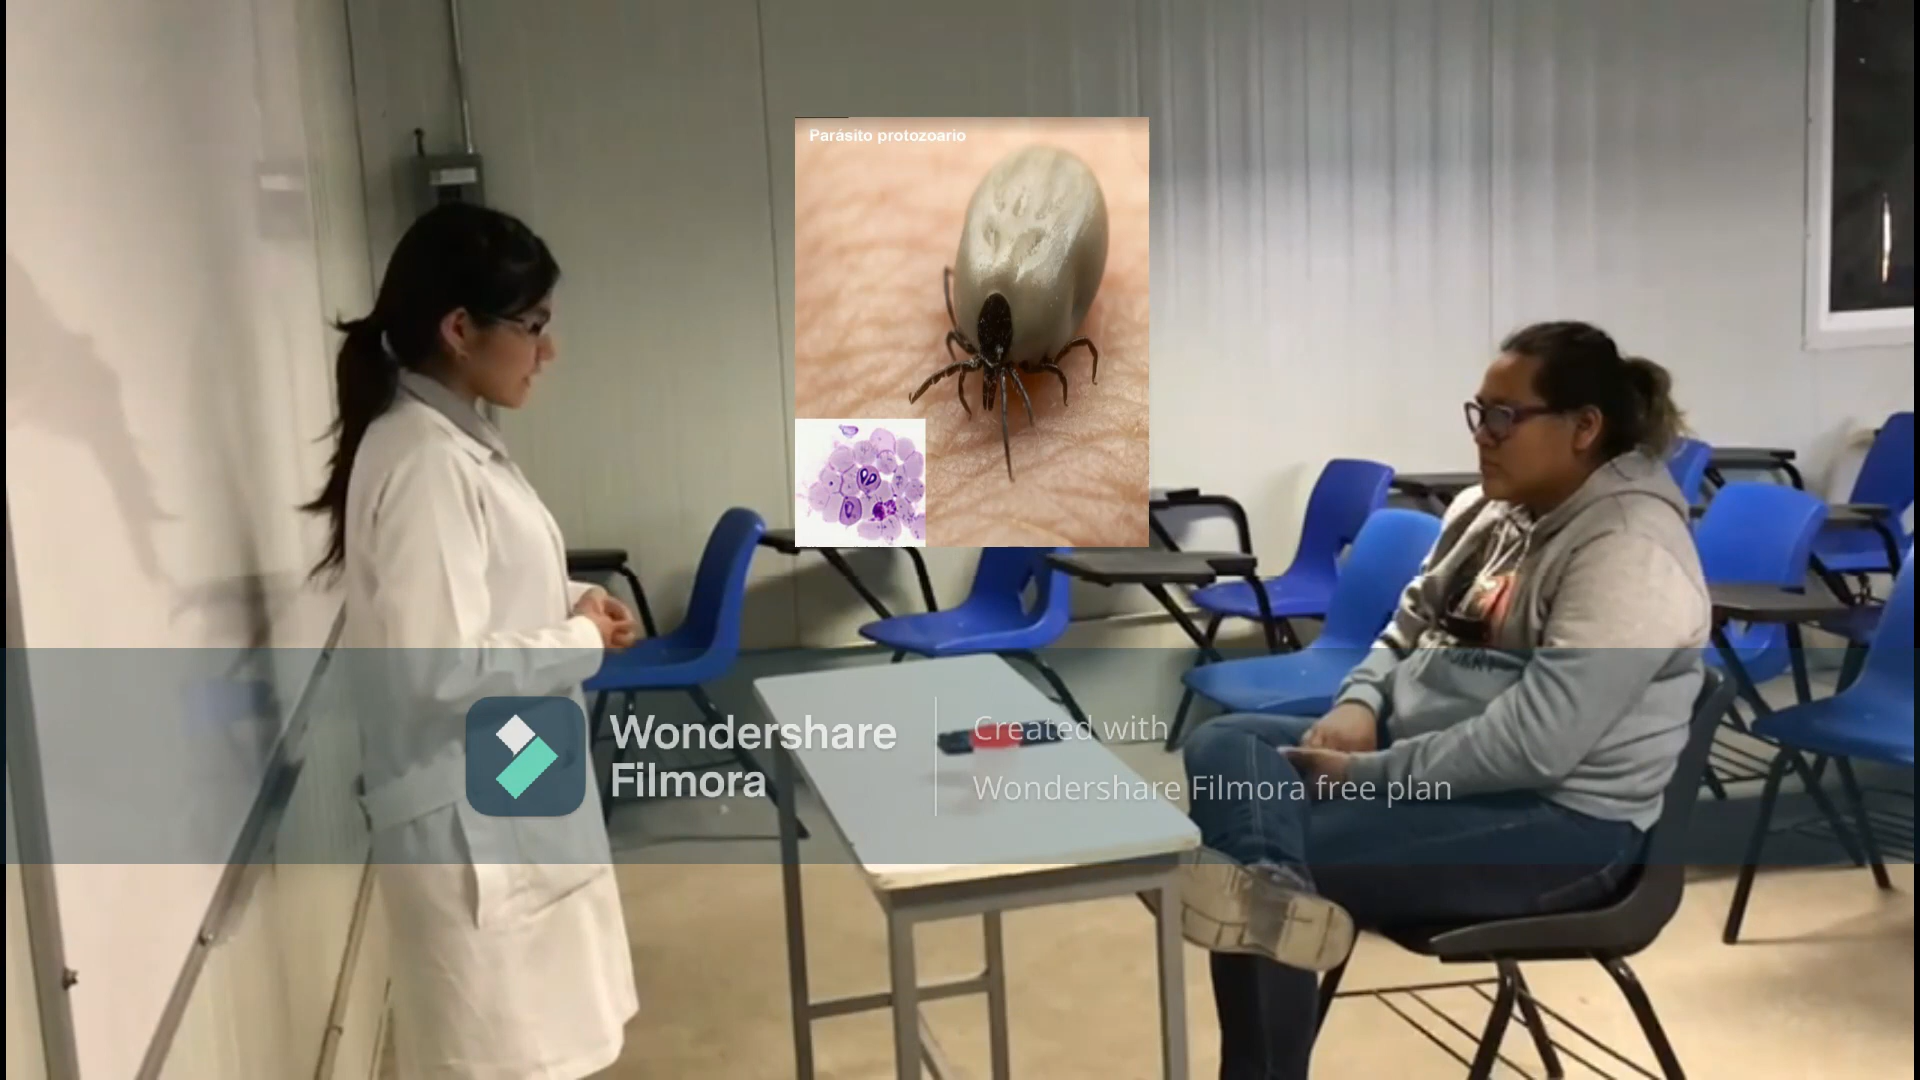 Parásito protozoario
Wondershare
Filmora
Created with
Wondershare Filmora free plan